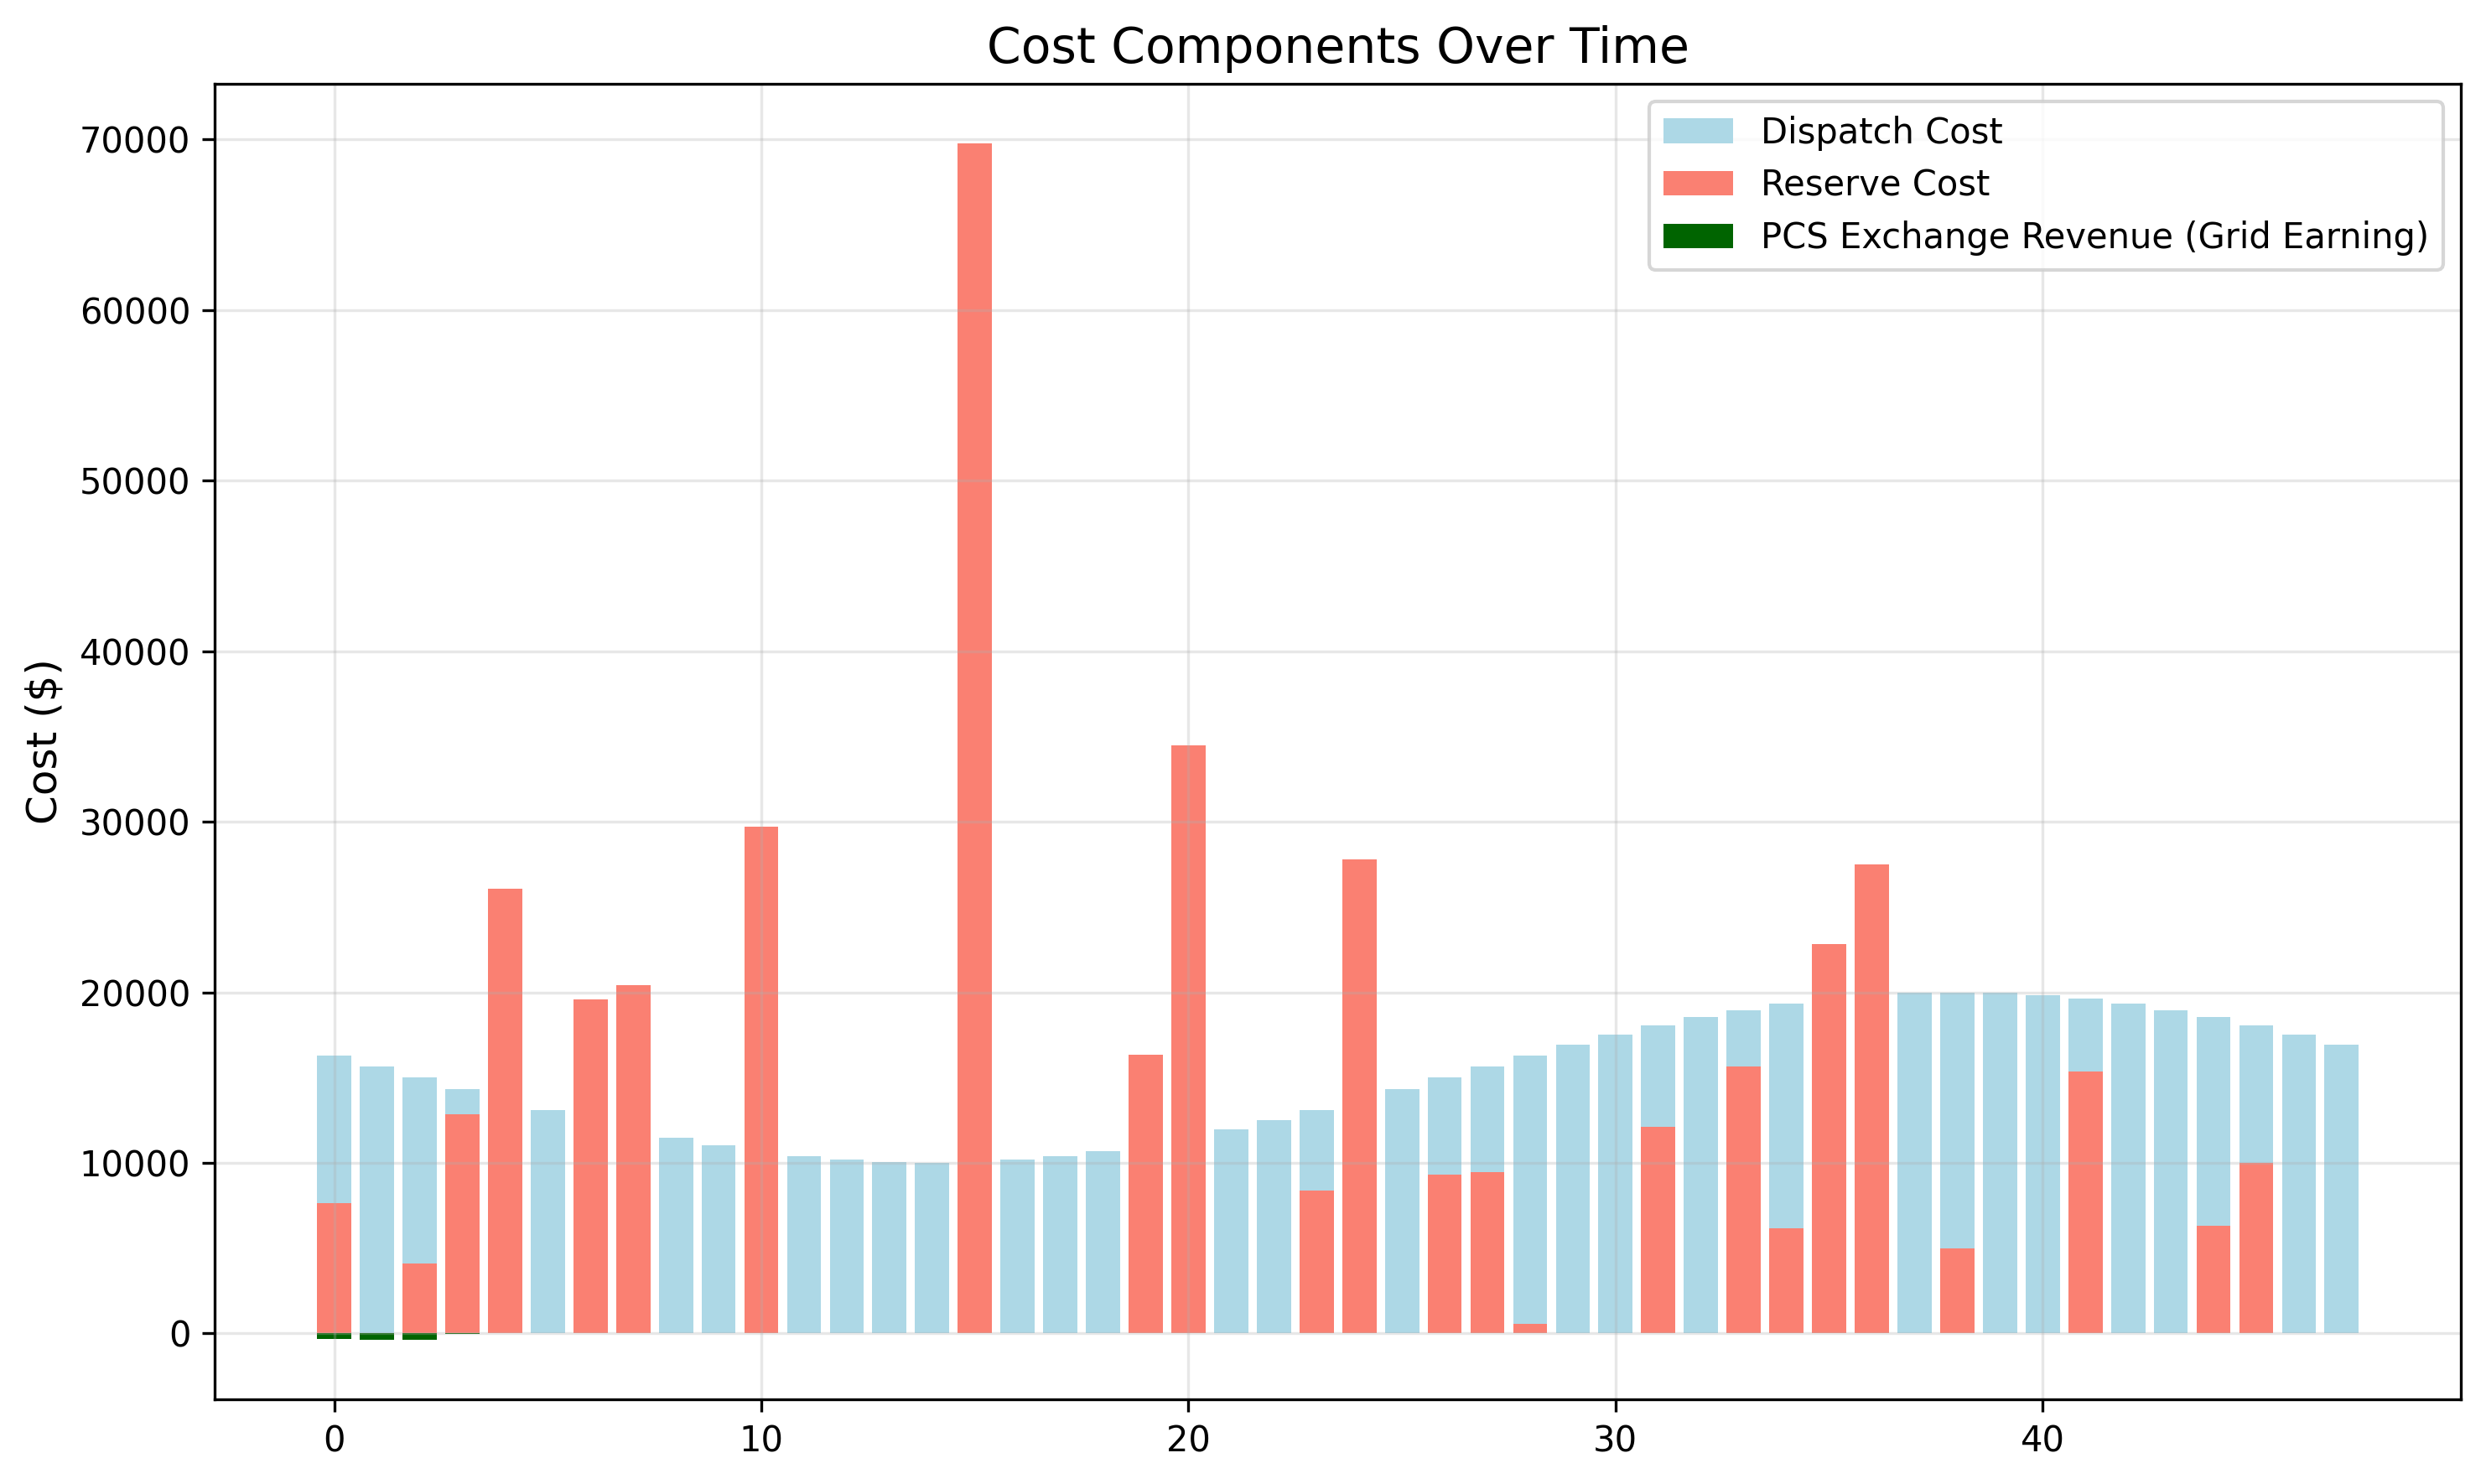 Cost Components Over Time
Dispatch Cost
Reserve Cost
PCS Exchange Revenue (Grid Earning)
Cost ($)
70000
60000
50000
40000
30000
20000
10000
0
0 10 20 30 40